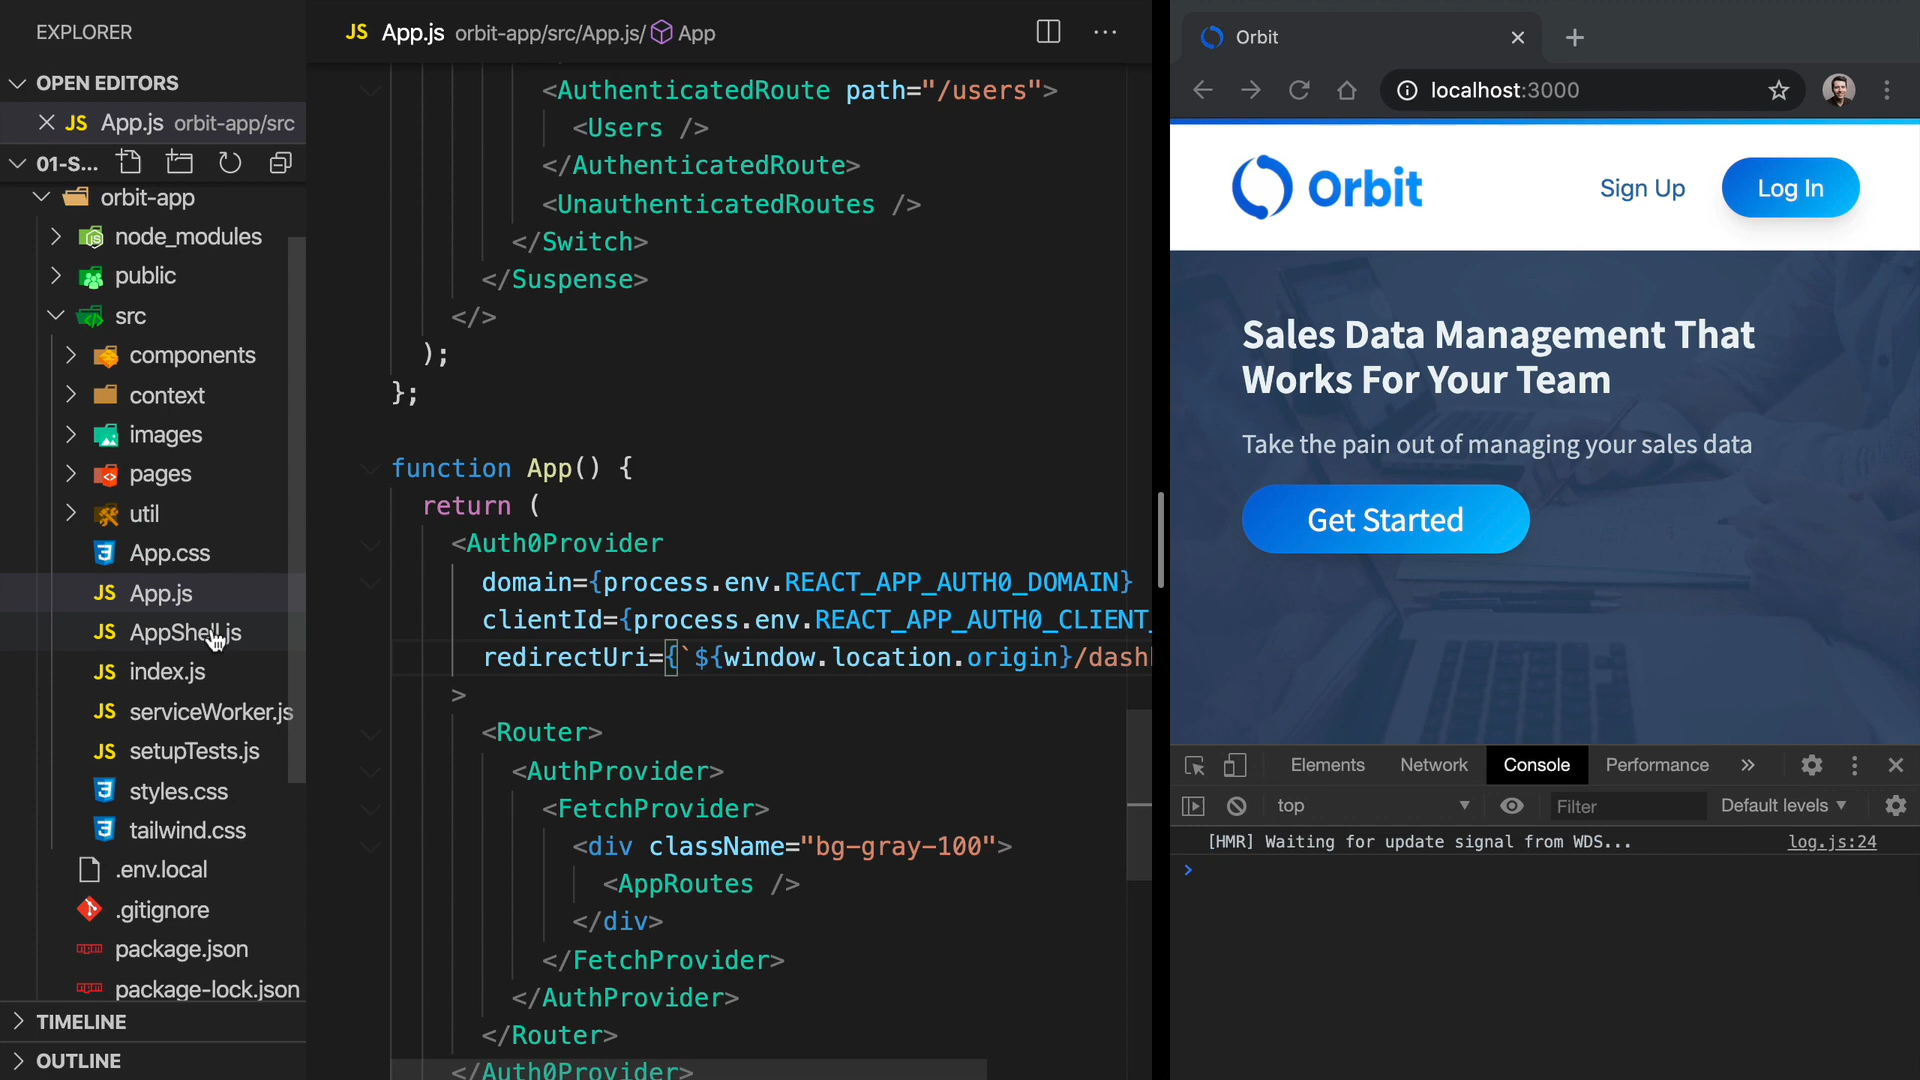 EXPLORER
OPEN EDITORS
JS App.js orbit-app/src
01-S...
orbit-app
node_modules
public
src
components
context
images
pages
util
App.css
JS App.js
JS AppShell.js
JS index.js
JS serviceWorker.js
JS setupTests.js
styles.css
tailwind.css
.env.local
.gitignore
package.json
package-lock.json
TIMELINE
OUTLINE
JS App.js orbit-app/src/App.js/ App
<AuthenticatedRoute path="/users">
<Users />
</AuthenticatedRoute>
<UnauthenticatedRoutes />
</Switch>
</Suspense>
</>
);
};
function App() {
return (
<Auth0Provider
domain={process.env.REACT_APP_AUTH0_DOMAIN}
clientId={process.env.REACT_APP_AUTH0_CLIENT_
redirectUri={`${window.location.origin}/dash
>
<Router>
<AuthProvider>
<FetchProvider>
<div className="bg-gray-100">
<AppRoutes />
</div>
</FetchProvider>
</AuthProvider>
</Router>
</Auth0Provider>
Orbit
localhost:3000
Orbit
Sign Up
Log In
Sales Data Management That
Works For Your Team
Take the pain out of managing your sales data
Get Started
Elements Network Console Performance »
top Filter Default levels
[HMR] Waiting for update signal from WDS... log.js:24